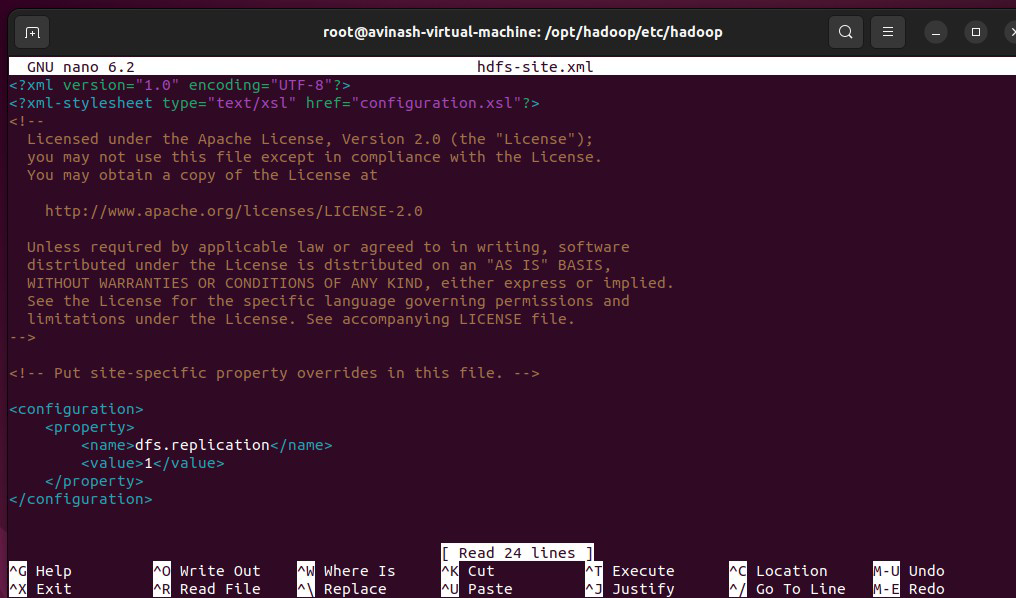 root@avinash-virtual-machine: /opt/hadoop/etc/hadoop
GNU nano 6.2 hdfs-site.xml
<?xml version="1.0" encoding="UTF-8"?>
<?xml-stylesheet type="text/xsl" href="configuration.xsl"?>
<!--
  Licensed under the Apache License, Version 2.0 (the "License");
  you may not use this file except in compliance with the License.
  You may obtain a copy of the License at

    http://www.apache.org/licenses/LICENSE-2.0

  Unless required by applicable law or agreed to in writing, software
  distributed under the License is distributed on an "AS IS" BASIS,
  WITHOUT WARRANTIES OR CONDITIONS OF ANY KIND, either express or implied.
  See the License for the specific language governing permissions and
  limitations under the License. See accompanying LICENSE file.
-->

<!-- Put site-specific property overrides in this file. -->

<configuration>
    <property>
        <name>dfs.replication</name>
        <value>1</value>
    </property>
</configuration>

[ Read 24 lines ]
^G Help ^O Write Out ^W Where Is ^K Cut ^T Execute ^C Location M-U Undo
^X Exit ^R Read File ^\ Replace ^U Paste ^J Justify ^/ Go To Line M-E Redo